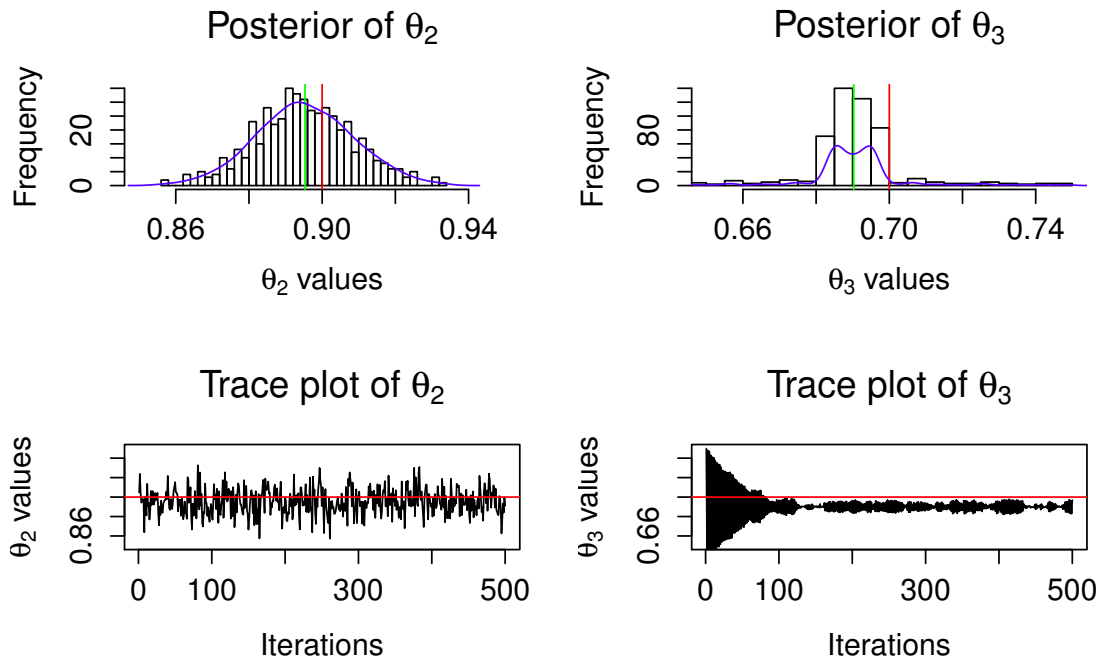 Posterior of θ2
Frequency
0 20
0.86 0.90 0.94
θ2 values
Posterior of θ3
Frequency
0 80
0.66 0.70 0.74
θ3 values
Trace plot of θ2
θ2 values
0.86
0 100 300 500
Iterations
Trace plot of θ3
θ3 values
0.66
0 100 300 500
Iterations